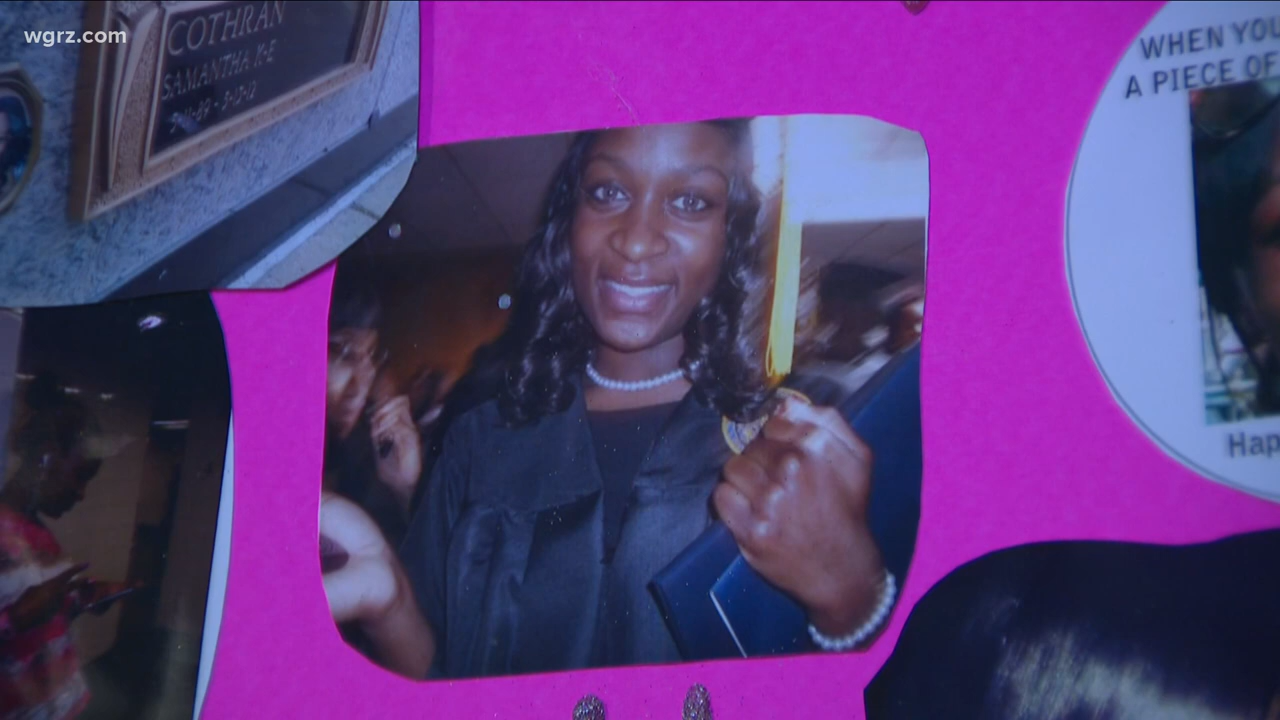 wgrz.com
COTHRAN
SAMANTHA K-E
WHEN YOU
A PIECE OF
Hap